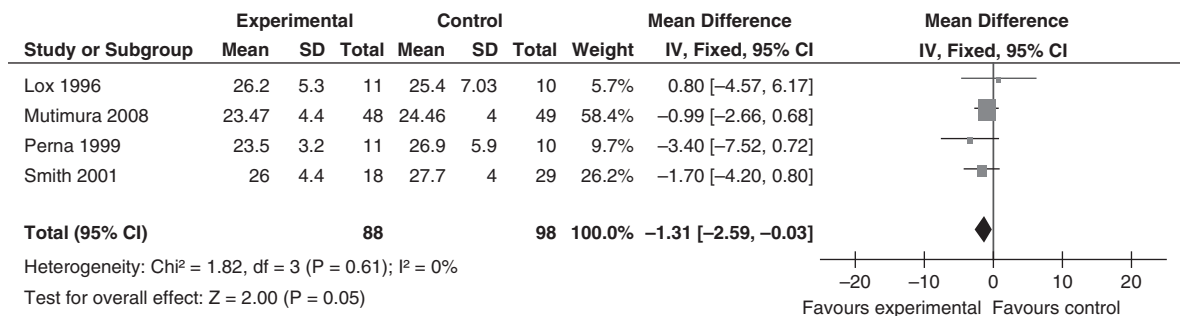 Experimental Control Mean Difference Mean Difference
Study or Subgroup Mean SD Total Mean SD Total Weight IV, Fixed, 95% CI IV, Fixed, 95% CI
Lox 1996 26.2 5.3 11 25.4 7.03 10 5.7% 0.80 [–4.57, 6.17]
Mutimura 2008 23.47 4.4 48 24.46 4 49 58.4% –0.99 [–2.66, 0.68]
Perna 1999 23.5 3.2 11 26.9 5.9 10 9.7% –3.40 [–7.52, 0.72]
Smith 2001 26 4.4 18 27.7 4 29 26.2% –1.70 [–4.20, 0.80]
Total (95% CI) 88 98 100.0% –1.31 [–2.59, –0.03]
Heterogeneity: Chi² = 1.82, df = 3 (P = 0.61); I² = 0%
Test for overall effect: Z = 2.00 (P = 0.05)
–20 –10 0 10 20
Favours experimental Favours control